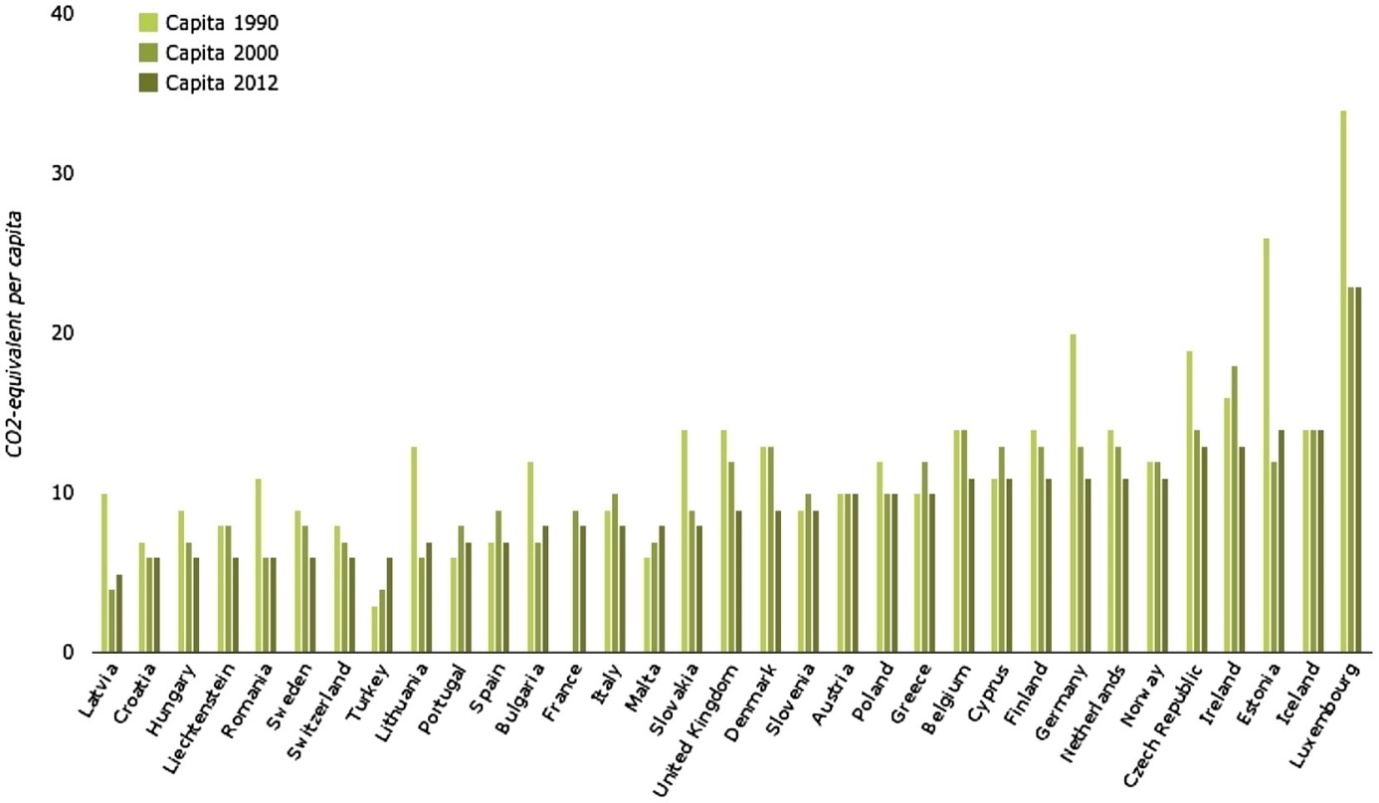 40
Capita 1990
Capita 2000
Capita 2012
30
20
10
0
CO2-equivalent per capita
Latvia
Croatia
Hungary
Liechtenstein
Romania
Sweden
Switzerland
Turkey
Lithuania
Portugal
Spain
Bulgaria
France
Italy
Malta
Slovakia
United Kingdom
Denmark
Slovenia
Austria
Poland
Greece
Belgium
Cyprus
Finland
Germany
Netherlands
Norway
Czech Republic
Ireland
Estonia
Iceland
Luxembourg